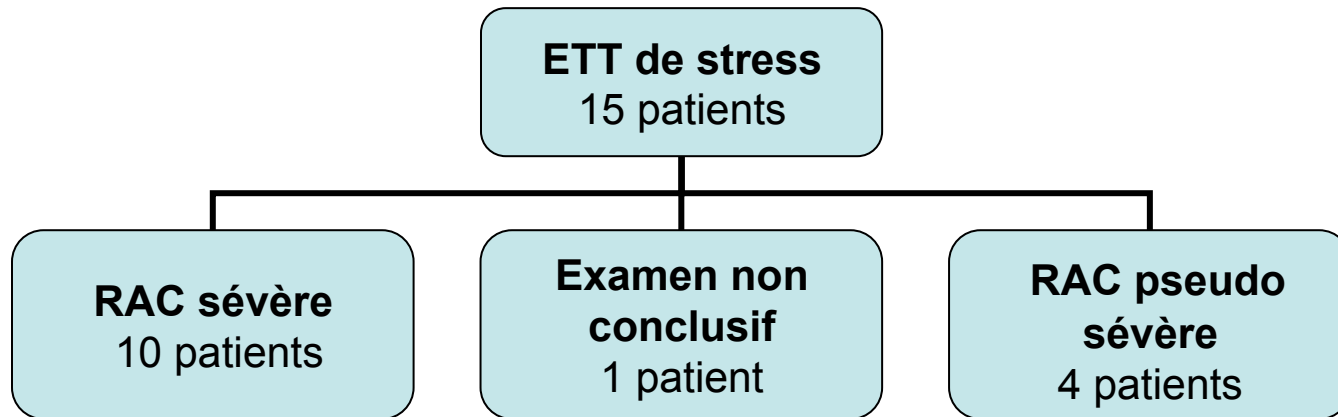 ETT de stress
15 patients
RAC sévère
10 patients
Examen non
conclusif
1 patient
RAC pseudo
sévère
4 patients